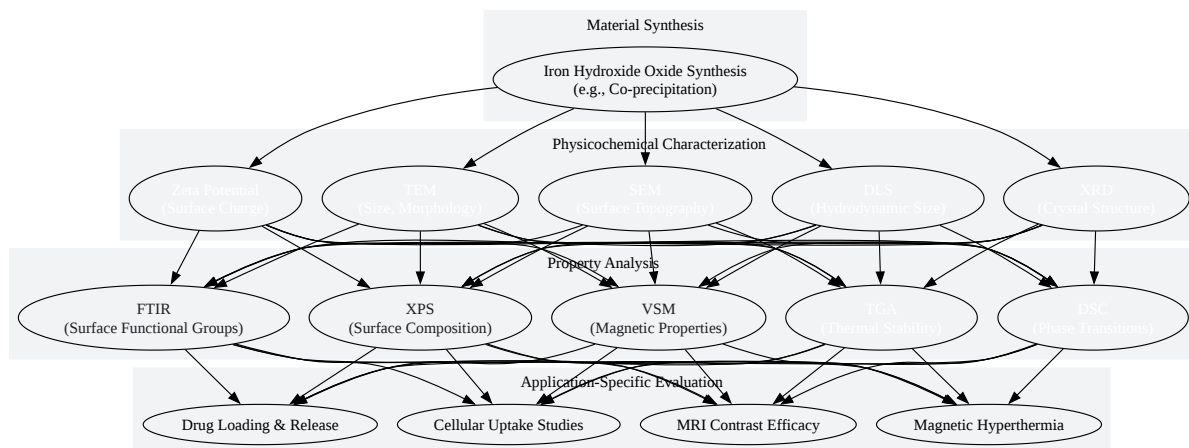 Material Synthesis
Iron Hydroxide Oxide Synthesis
(e.g., Co-precipitation)
Physicochemical Characterization
Zeta Potential
(Surface Charge)
TEM
(Size, Morphology)
SEM
(Surface Topography)
DLS
(Hydrodynamic Size)
XRD
(Crystal Structure)
Property Analysis
FTIR
(Surface Functional Groups)
XPS
(Surface Composition)
VSM
(Magnetic Properties)
TGA
(Thermal Stability)
DSC
(Phase Transitions)
Application-Specific Evaluation
Drug Loading & Release
Cellular Uptake Studies
MRI Contrast Efficacy
Magnetic Hyperthermia